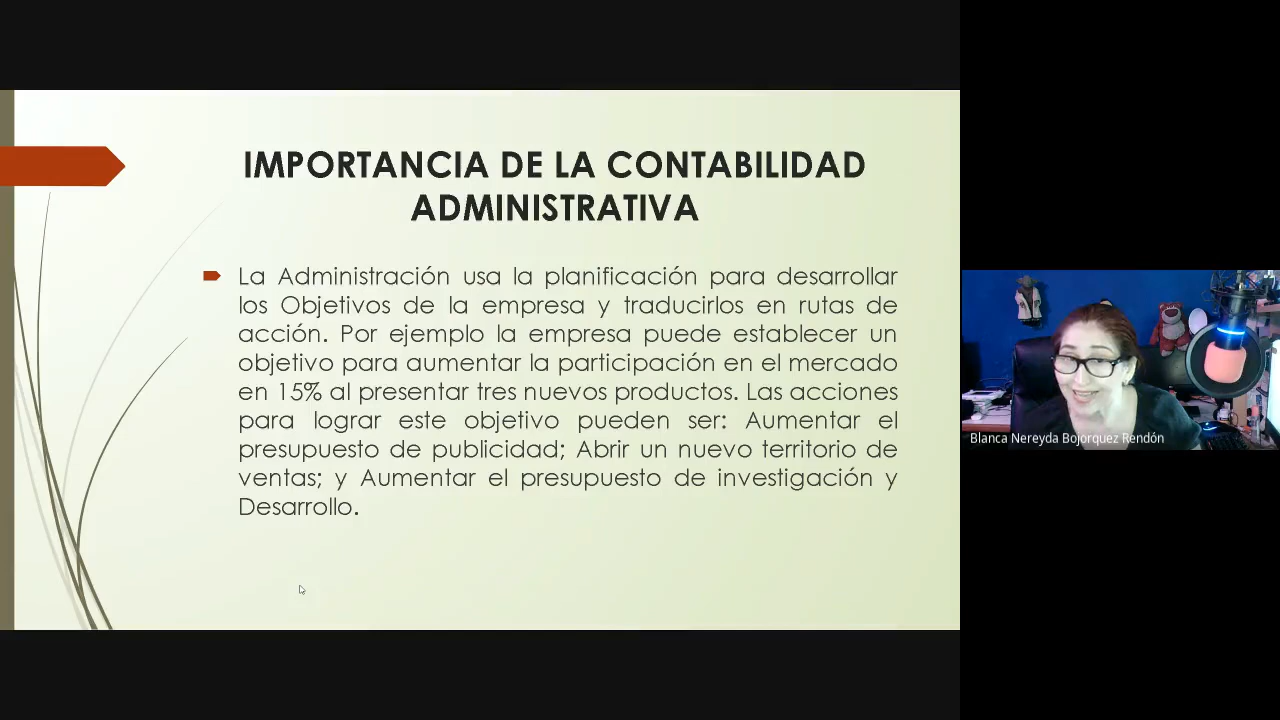 IMPORTANCIA DE LA CONTABILIDAD
ADMINISTRATIVA
La Administración usa la planificación para desarrollar
los Objetivos de la empresa y traducirlos en rutas de
acción. Por ejemplo la empresa puede establecer un
objetivo para aumentar la participación en el mercado
en 15% al presentar tres nuevos productos. Las acciones
para lograr este objetivo pueden ser: Aumentar el
presupuesto de publicidad; Abrir un nuevo territorio de
ventas; y Aumentar el presupuesto de investigación y
Desarrollo.
Blanca Nereyda Bojorquez Rendón